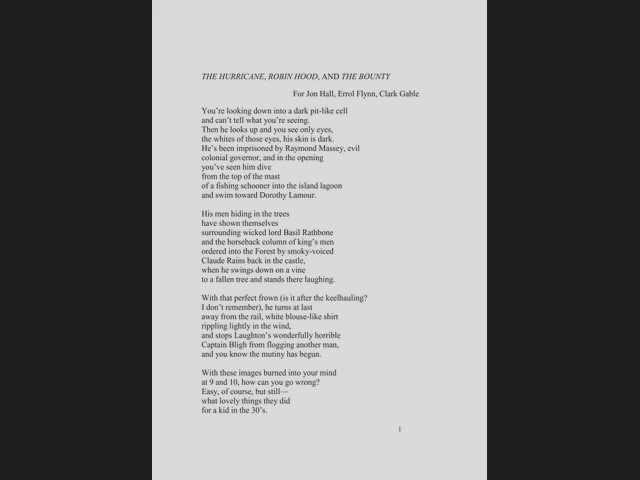 THE HURRICANE, ROBIN HOOD, AND THE BOUNTY
For Jon Hall, Errol Flynn, Clark Gable
You're looking down into a dark pit-like cell
and can't tell what you're seeing.
Then he looks up and you see only eyes,
the whites of those eyes, his skin is dark.
He's been imprisoned by Raymond Massey, evil
colonial governor, and in the opening
you've seen him dive
from the top of the mast
of a fishing schooner into the island lagoon
and swim toward Dorothy Lamour.
His men hiding in the trees
have shown themselves
surrounding wicked lord Basil Rathbone
and the horseback column of king's men
ordered into the Forest by smoky-voiced
Claude Rains back in the castle,
when he swings down on a vine
to a fallen tree and stands there laughing.
With that perfect frown (is it after the keelhauling?
I don't remember), he turns at last
away from the rail, white blouse-like shirt
rippling lightly in the wind,
and stops Laughton's wonderfully horrible
Captain Bligh from flogging another man,
and you know the mutiny has begun.
With these images burned into your mind
at 9 and 10, how can you go wrong?
Easy, of course, but still—
what lovely things they did
for a kid in the 30's.
i